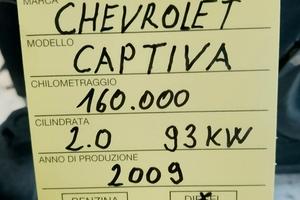 MARCA
CHEVROLET
MODELLO
CAPTIVA
CHILOMETRAGGIO
160.000
CILINDRATA
2.0 93KW
ANNO DI PRODUZIONE
2009
BENZINA DIESEL